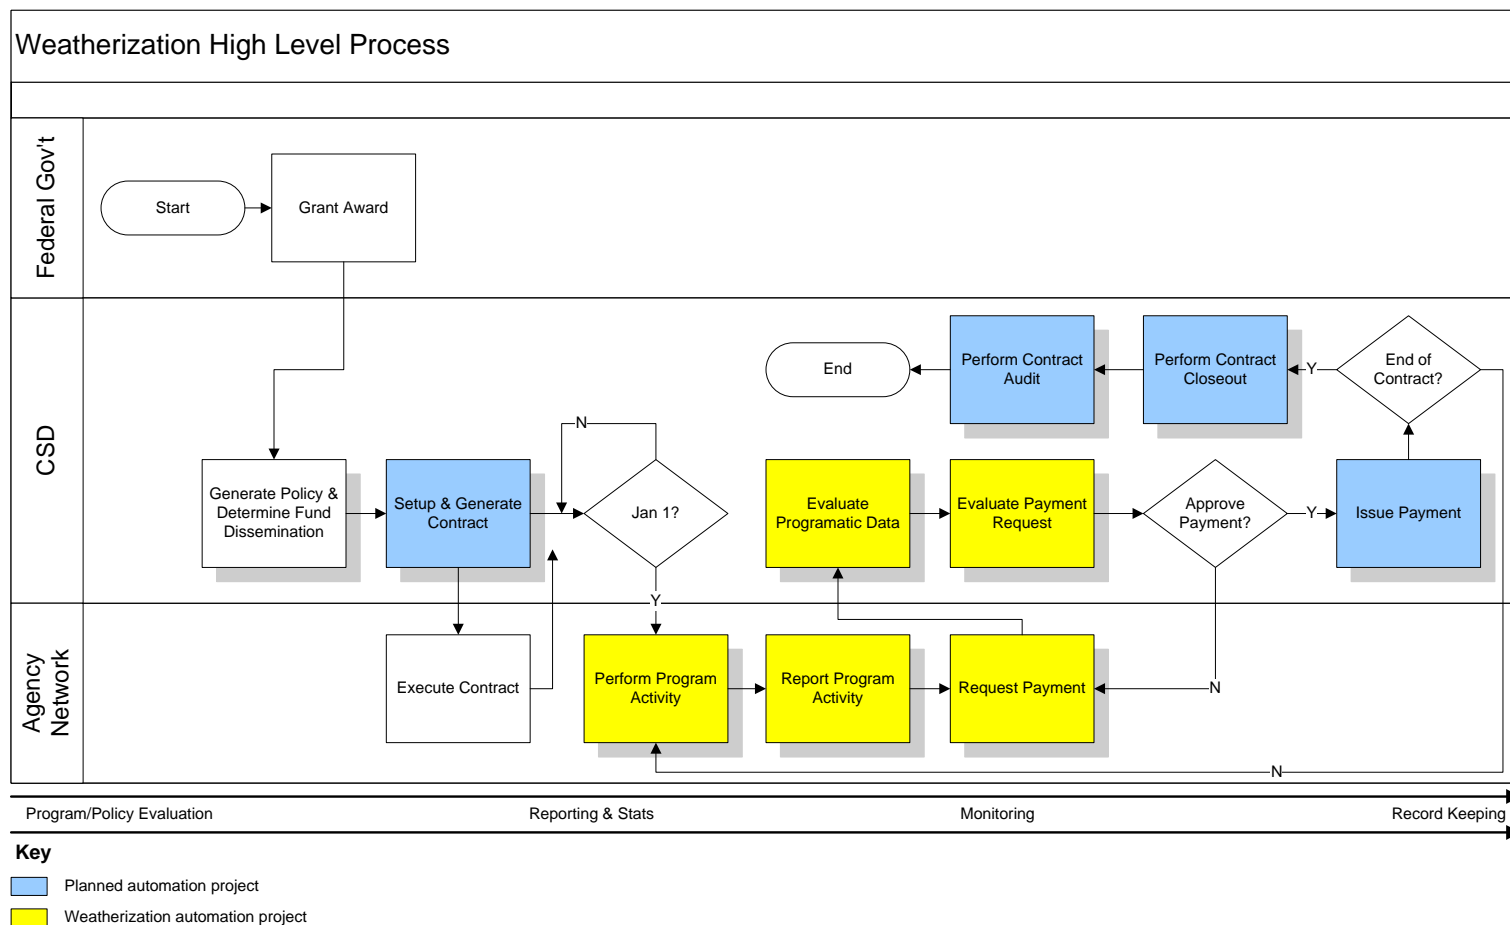 Weatherization High Level Process
Federal Gov't
Start
Grant Award
CSD
End
Perform Contract
Audit
Perform Contract
Closeout
Y
End of
Contract?
N
Generate Policy &
Determine Fund
Dissemination
Setup & Generate
Contract
Jan 1?
Evaluate
Programatic Data
Evaluate Payment
Request
Approve
Payment?
Y
Issue Payment
Y
Agency
Network
Execute Contract
Perform Program
Activity
Report Program
Activity
Request Payment
N
N
Program/Policy Evaluation
Reporting & Stats
Monitoring
Record Keeping
Key
Planned automation project
Weatherization automation project